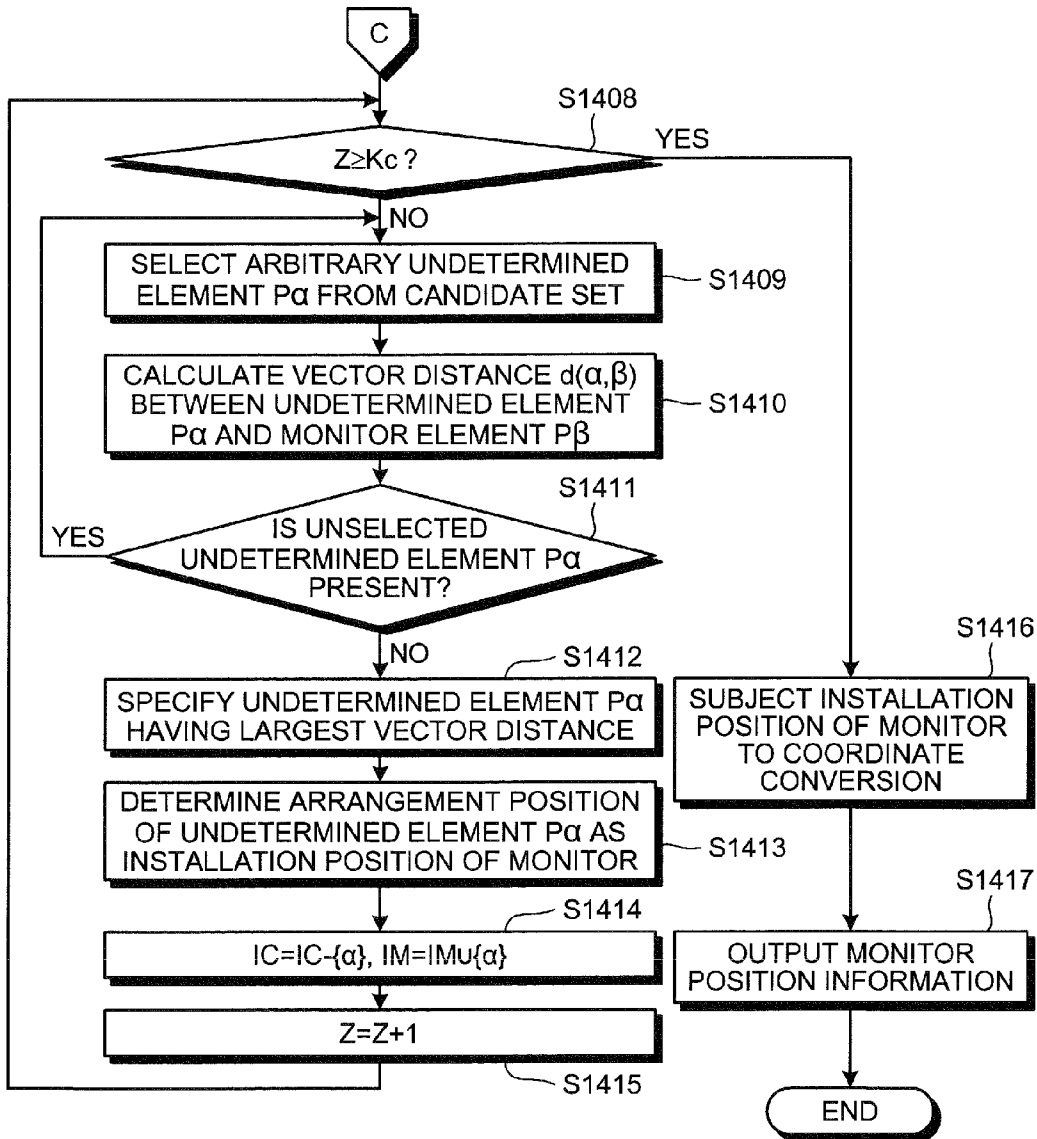 C
S1408
Z≥Kc ?
YES
NO
SELECT ARBITRARY UNDETERMINED
ELEMENT Pα FROM CANDIDATE SET
S1409
CALCULATE VECTOR DISTANCE d(α,β)
BETWEEN UNDETERMINED ELEMENT
Pα AND MONITOR ELEMENT Pβ
S1410
S1411
YES
IS UNSELECTED
UNDETERMINED ELEMENT Pα
PRESENT?
NO
S1412
SPECIFY UNDETERMINED ELEMENT Pα
HAVING LARGEST VECTOR DISTANCE
DETERMINE ARRANGEMENT POSITION
OF UNDETERMINED ELEMENT Pα AS
INSTALLATION POSITION OF MONITOR
S1413
S1414
IC=IC-{α}, IM=IM∪{α}
Z=Z+1
S1415
S1416
SUBJECT INSTALLATION
POSITION OF MONITOR
TO COORDINATE
CONVERSION
S1417
OUTPUT MONITOR
POSITION INFORMATION
END